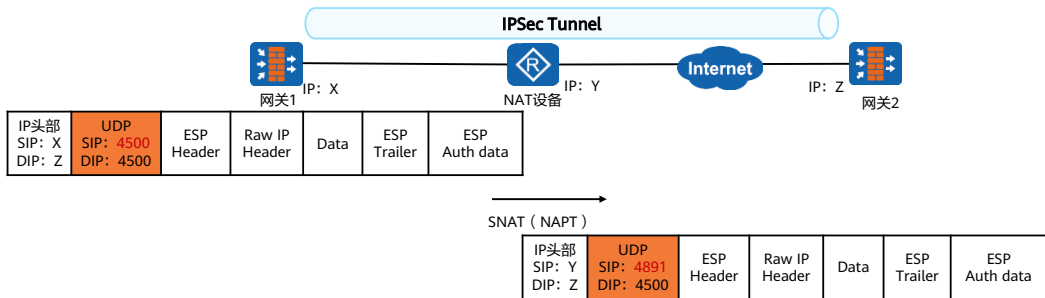 IPSec Tunnel
R
Internet
IP：X
IP：Y
IP：Z
网关1
NAT设备
网关2
IP头部
SIP：X
DIP：Z
UDP
SIP：4500
DIP：4500
ESP
Header
Raw IP
Header
Data
ESP
Trailer
ESP
Auth data
SNAT（NAPT）
IP头部
SIP：Y
DIP：Z
UDP
SIP：4891
DIP：4500
ESP
Header
Raw IP
Header
Data
ESP
Trailer
ESP
Auth data